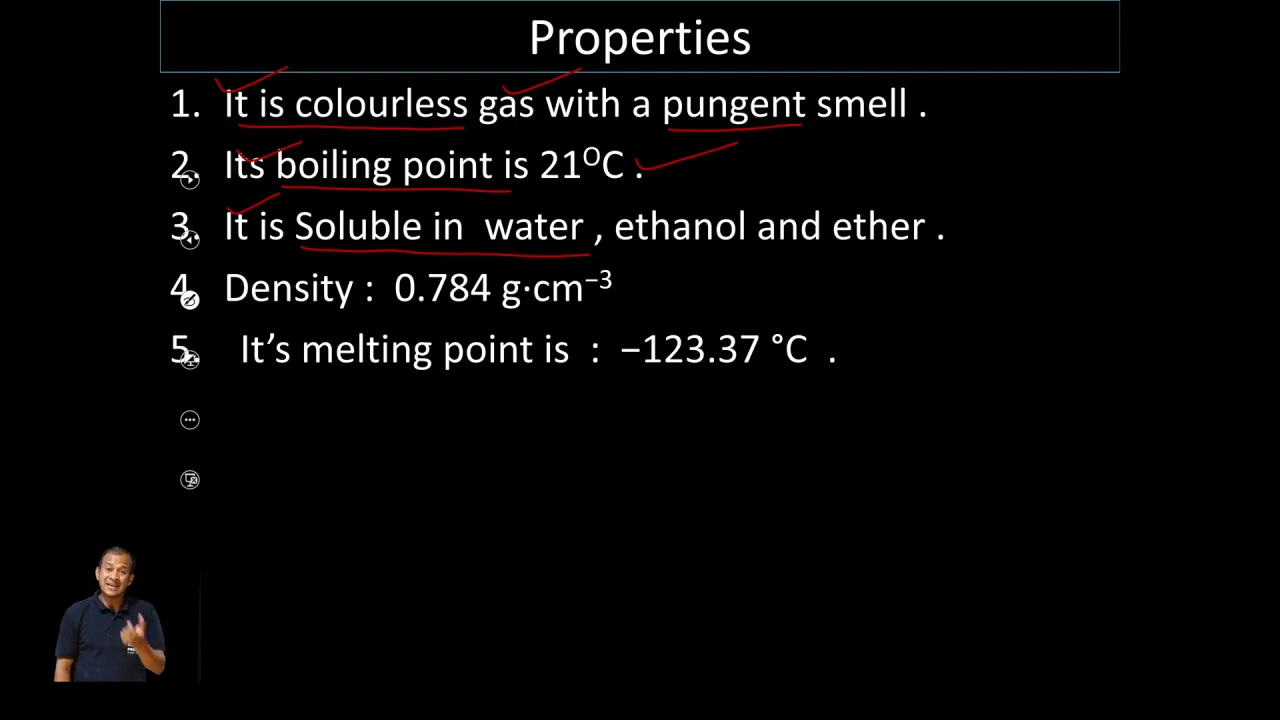 Properties
1. It is colourless gas with a pungent smell .
2. Its boiling point is 21ᴼC .
3. It is Soluble in water , ethanol and ether .
4. Density : 0.784 g·cm⁻³
5. It’s melting point is : −123.37 °C .